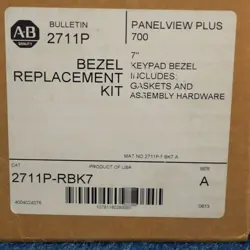 AB
QUALITY
BULLETIN
2711P
PANELVIEW PLUS
700
BEZEL
REPLACEMENT
KIT
7"
KEYPAD BEZEL
INCLUDES:
GASKETS AND
ASSEMBLY HARDWARE
CAT
PRODUCT OF USA
2711P-RBK7
A